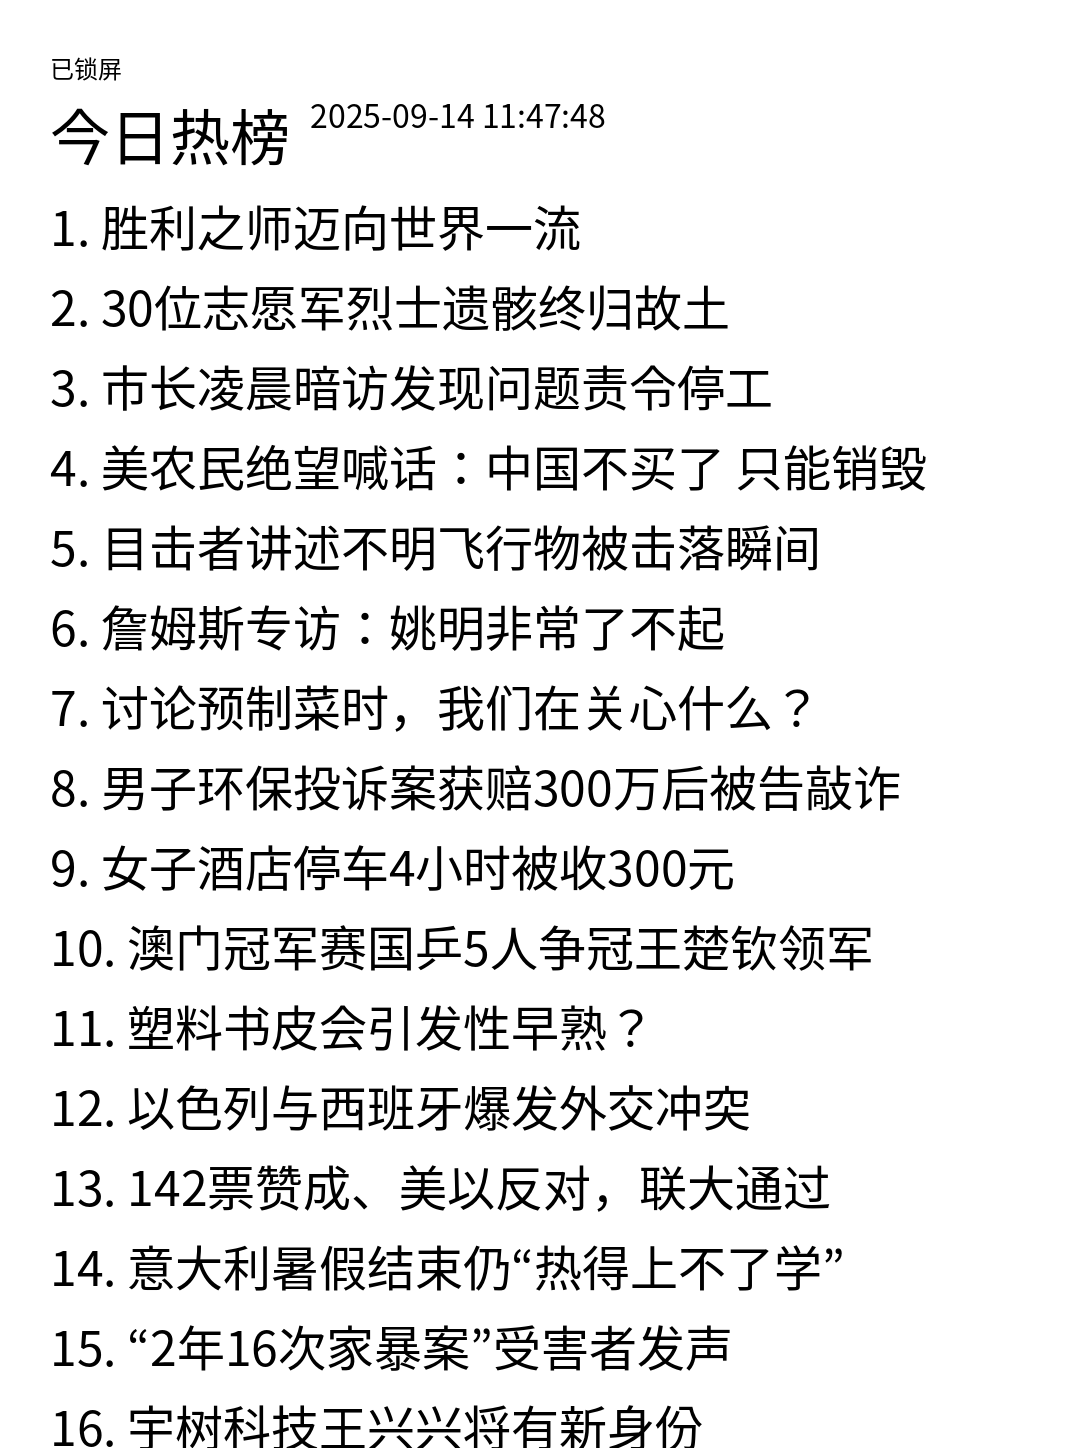 已锁屏
今日热榜 2025-09-14 11:47:48
1. 胜利之师迈向世界一流
2. 30位志愿军烈士遗骸终归故土
3. 市长凌晨暗访发现问题责令停工
4. 美农民绝望喊话：中国不买了 只能销毁
5. 目击者讲述不明飞行物被击落瞬间
6. 詹姆斯专访：姚明非常了不起
7. 讨论预制菜时，我们在关心什么？
8. 男子环保投诉案获赔300万后被告敲诈
9. 女子酒店停车4小时被收300元
10. 澳门冠军赛国乒5人争冠王楚钦领军
11. 塑料书皮会引发性早熟？
12. 以色列与西班牙爆发外交冲突
13. 142票赞成、美以反对，联大通过
14. 意大利暑假结束仍“热得上不了学”
15. “2年16次家暴案”受害者发声
16. 宇树科技王兴兴将有新身份